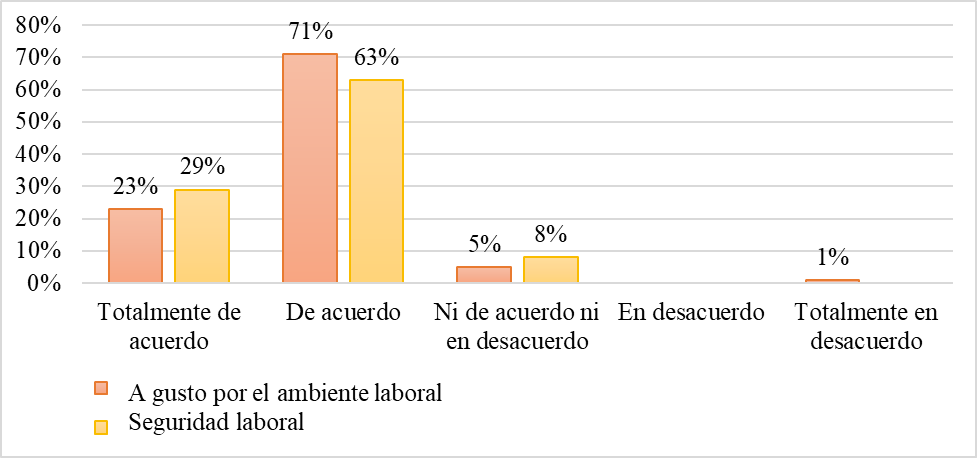 80%
70%
60%
50%
40%
30%
20%
10%
0%
23%
29%
71%
63%
5%
8%
1%
Totalmente de
acuerdo
De acuerdo
Ni de acuerdo ni
en desacuerdo
En desacuerdo
Totalmente en
desacuerdo
A gusto por el ambiente laboral
Seguridad laboral